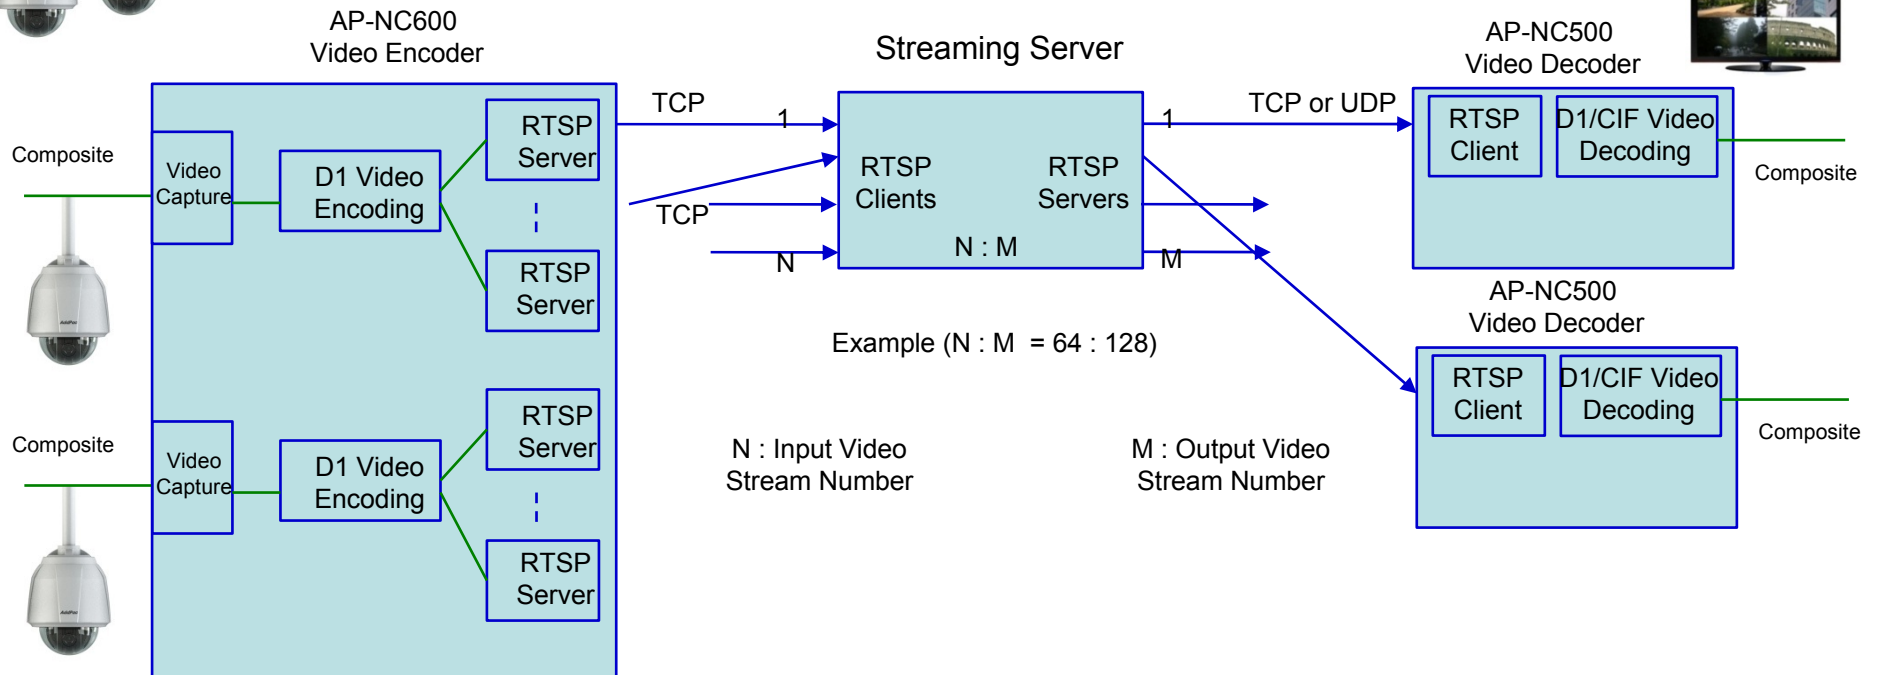 AP-NC600
Video Encoder
Streaming Server
AP-NC500
Video Decoder
Composite
Video
Capture
D1 Video
Encoding
RTSP
Server
RTSP
Server
TCP
1
TCP
N
RTSP
Clients
RTSP
Servers
N : M
1
M
TCP or UDP
RTSP
Client
D1/CIF Video
Decoding
Composite
Example (N : M = 64 : 128)
AP-NC500
Video Decoder
RTSP
Client
D1/CIF Video
Decoding
Composite
Composite
Video
Capture
D1 Video
Encoding
RTSP
Server
RTSP
Server
N : Input Video
Stream Number
M : Output Video
Stream Number